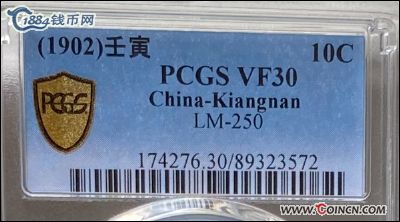 1884钱币网
(1902)壬寅 10C
PCGS VF30
China-Kiangnan
LM-250
PCGS
174276.30/89323572
www.COINCN.COM